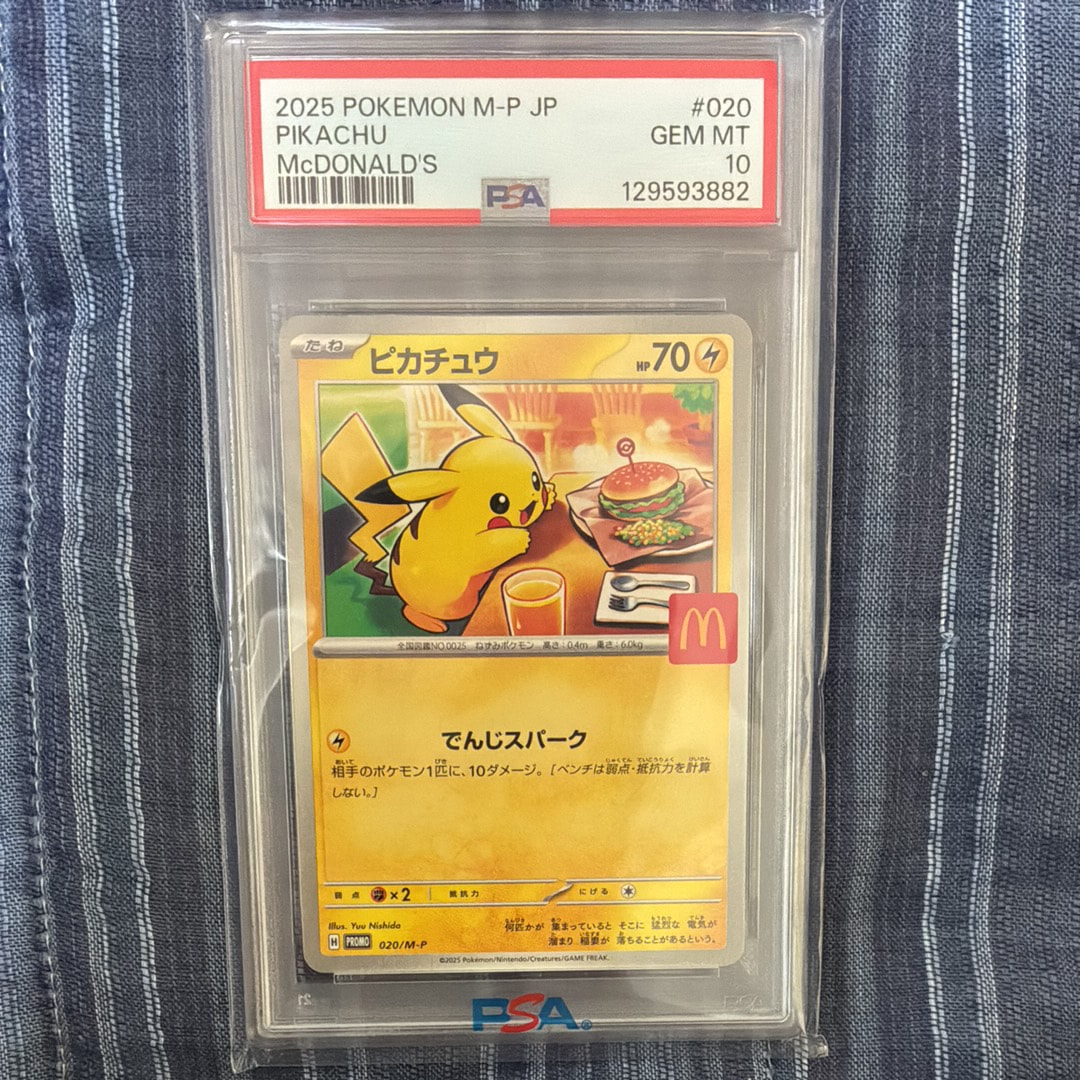 2025 POKEMON M-P JP #020
PIKACHU GEM MT
McDONALD'S 10
PSA 129593882
たね ピカチュウ HP70
全国図鑑NO.0025 ねずみポケモン 高さ:0.4m 重さ:6.0kg
でんじスパーク
相手のポケモン1匹に、10ダメージ。[ベンチは弱点・抵抗力を計算
しない。]
弱点 ×2 抵抗力 にげる
Illus. Yuu Nishida
何匹かが 集まっていると そこに 猛烈な 電気が
溜まり 稲妻が 落ちることがあるという。
H PROMO 020/M-P
©2025 Pokémon/Nintendo/Creatures/GAME FREAK.
PSA®